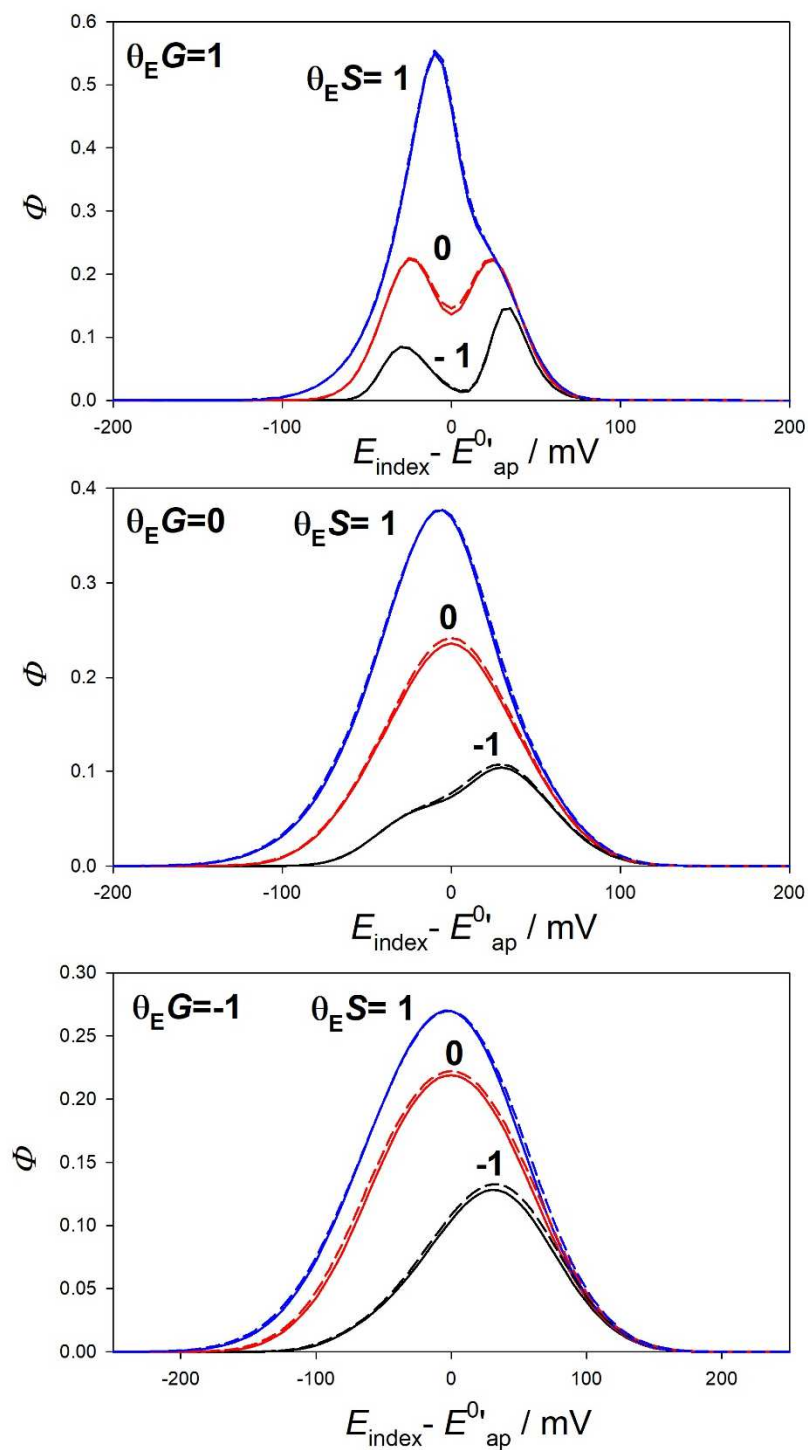 θEG=1 θES= 1
0
- 1
Φ
0.6
0.5
0.4
0.3
0.2
0.1
0.0
-200 -100 0 100 200
Eindex- E0'ap / mV
θEG=0 θES= 1
0
-1
Φ
0.4
0.3
0.2
0.1
0.0
-200 -100 0 100 200
Eindex- E0'ap / mV
θEG=-1 θES= 1
0
-1
Φ
0.30
0.25
0.20
0.15
0.10
0.05
0.00
-200 -100 0 100 200
Eindex- E0'ap / mV